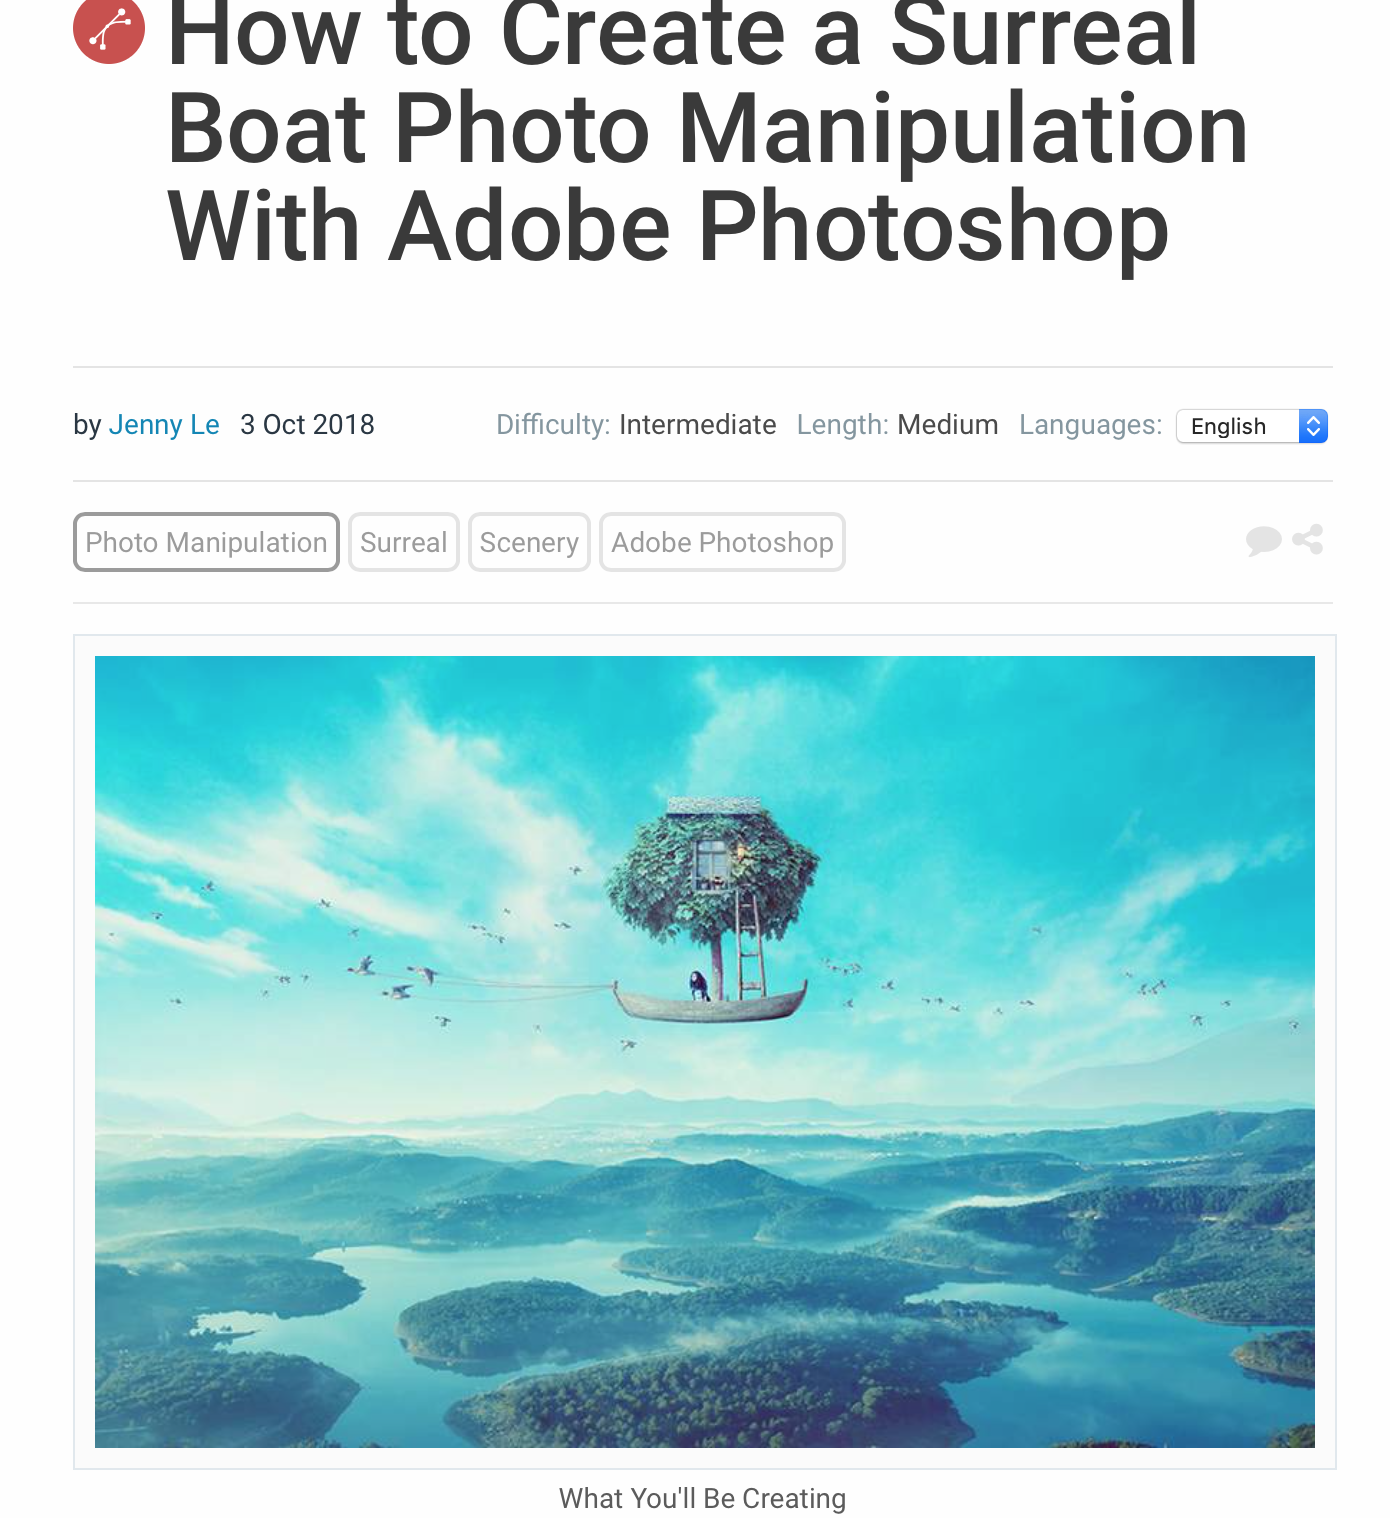 How to Create a Surreal
Boat Photo Manipulation
With Adobe Photoshop
by Jenny Le 3 Oct 2018 Difficulty: Intermediate Length: Medium Languages: English
Photo Manipulation Surreal Scenery Adobe Photoshop
What You'll Be Creating